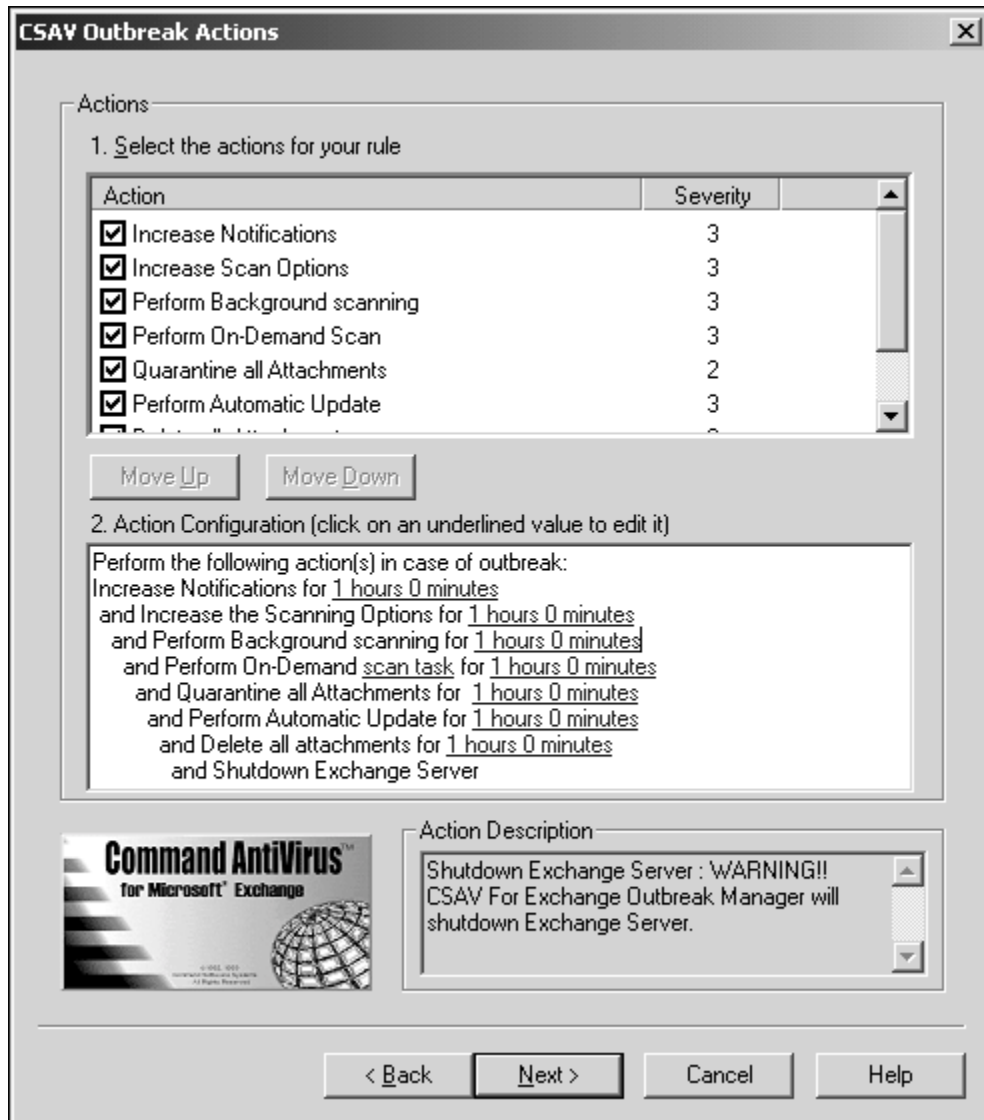 CSAV Outbreak Actions
Actions
1. Select the actions for your rule
Action Severity
Increase Notifications 3
Increase Scan Options 3
Perform Background scanning 3
Perform On-Demand Scan 3
Quarantine all Attachments 2
Perform Automatic Update 3
Move Up Move Down
2. Action Configuration (click on an underlined value to edit it)
Perform the following action(s) in case of outbreak:
Increase Notifications for 1 hours 0 minutes
and Increase the Scanning Options for 1 hours 0 minutes
and Perform Background scanning for 1 hours 0 minutes
and Perform On-Demand scan task for 1 hours 0 minutes
and Quarantine all Attachments for 1 hours 0 minutes
and Perform Automatic Update for 1 hours 0 minutes
and Delete all attachments for 1 hours 0 minutes
and Shutdown Exchange Server
Command AntiVirus™
for Microsoft® Exchange
Action Description
Shutdown Exchange Server : WARNING!!
CSAV For Exchange Outbreak Manager will
shutdown Exchange Server.
< Back Next > Cancel Help